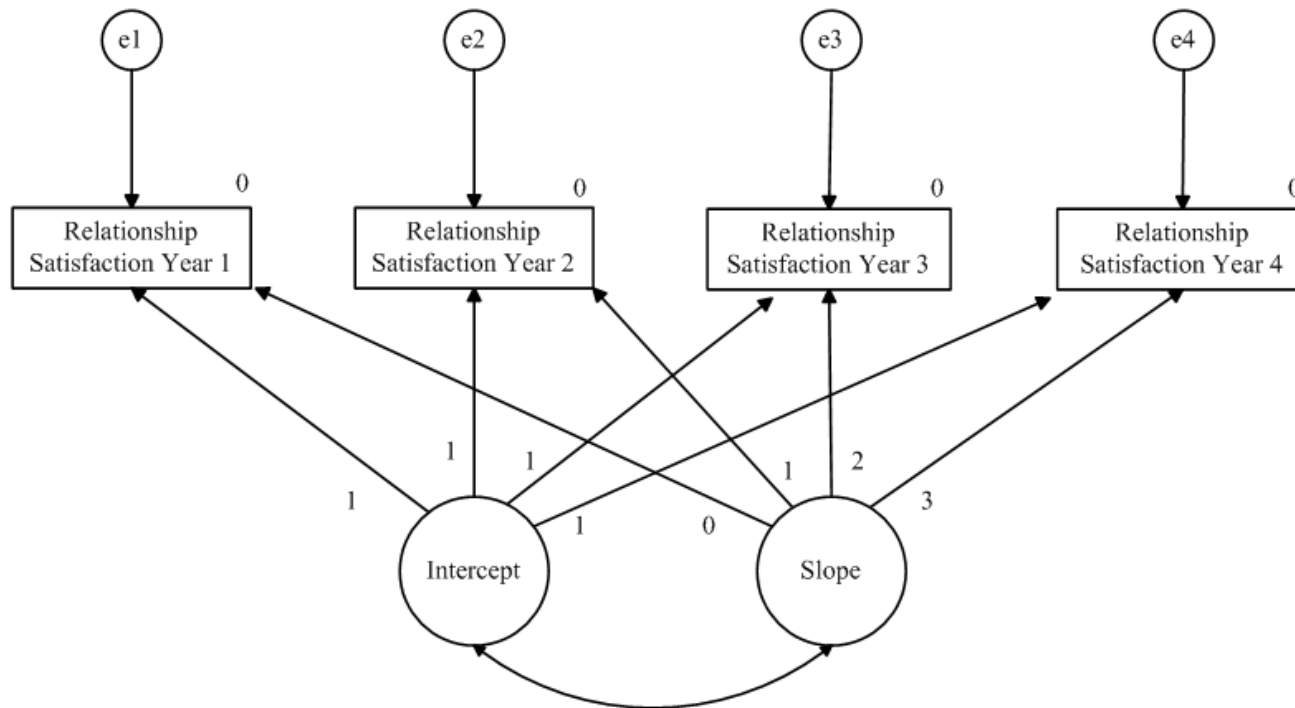 e1
e2
e3
e4
0
0
0
0
Relationship
Satisfaction Year 1
Relationship
Satisfaction Year 2
Relationship
Satisfaction Year 3
Relationship
Satisfaction Year 4
1
1
1
1
0
1
2
3
Intercept
Slope